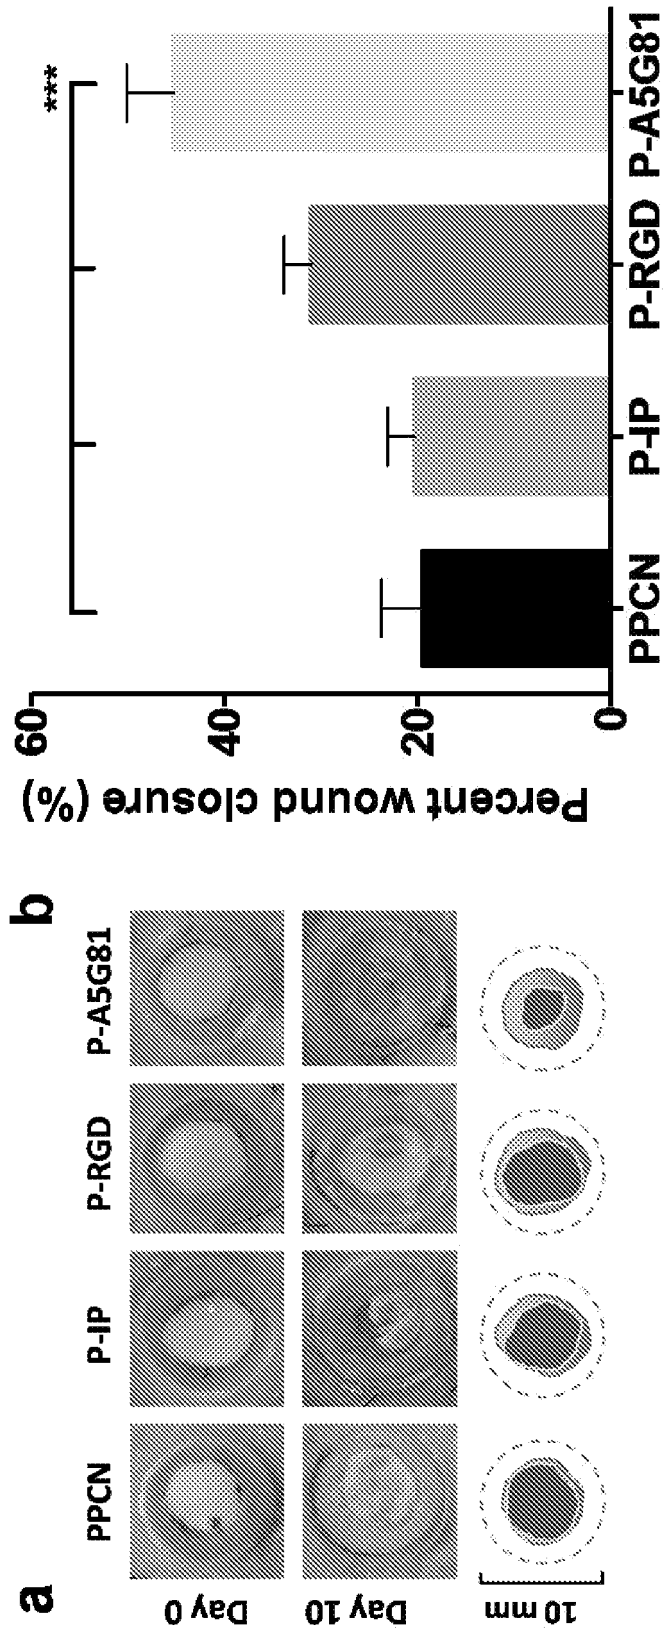 a
PPCN
P-IP
P-RGD
P-A5G81
Day 0
Day 10
10 mm
b
Percent wound closure (%)
60
40
20
0
***
PPCN
P-IP
P-RGD
P-A5G81